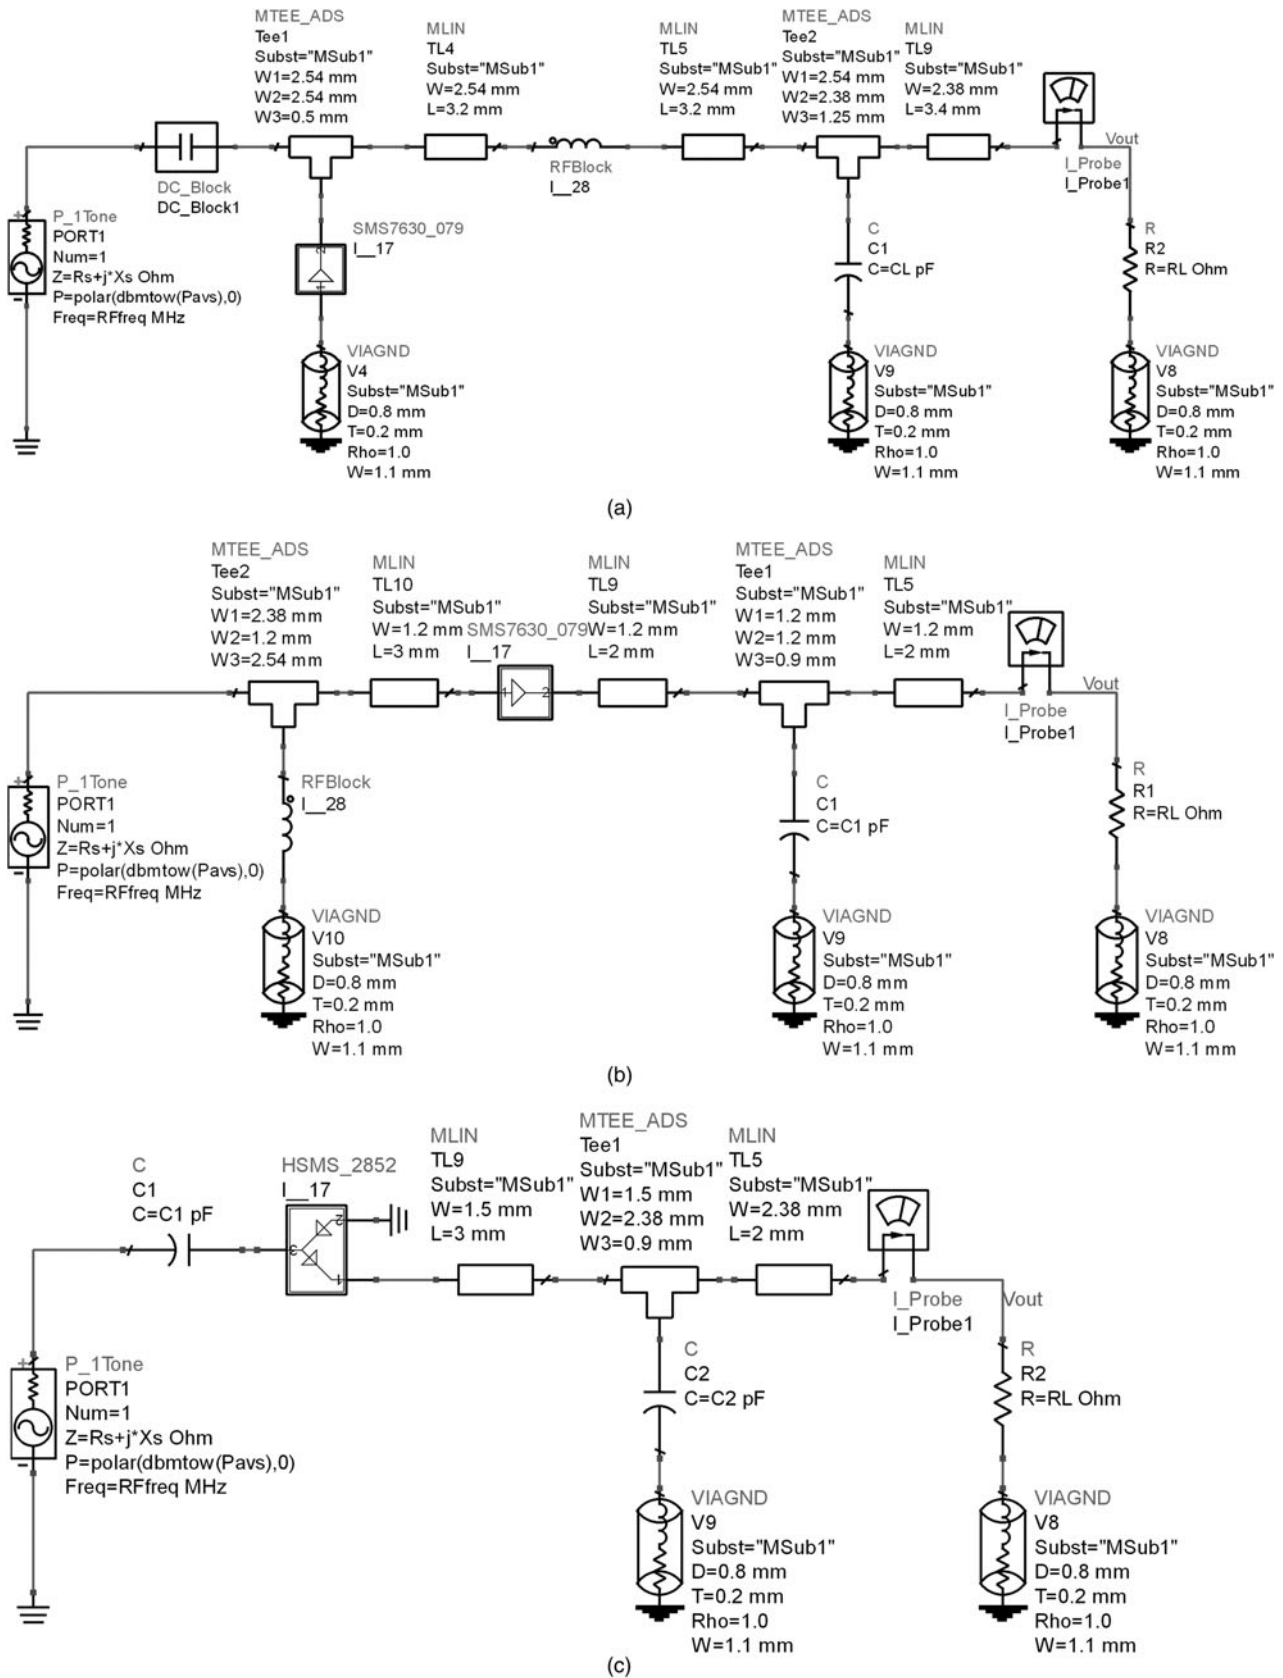 MTEE_ADS
Tee1
Subst="MSub1"
W1=2.54 mm
W2=2.54 mm
W3=0.5 mm
MLIN
TL4
Subst="MSub1"
W=2.54 mm
L=3.2 mm
MLIN
TL5
Subst="MSub1"
W=2.54 mm
L=3.2 mm
MTEE_ADS
Tee2
Subst="MSub1"
W1=2.54 mm
W2=2.38 mm
W3=1.25 mm
MLIN
TL9
Subst="MSub1"
W=2.38 mm
L=3.4 mm
DC_Block
DC_Block1
RFBlock
I__28
I_Probe
I_Probe1
Vout
P_1Tone
PORT1
Num=1
Z=Rs+j*Xs Ohm
P=polar(dbmtow(Pavs),0)
Freq=RFfreq MHz
SMS7630_079
I__17
2
1
C
C1
C=CL pF
R
R2
R=RL Ohm
VIAGND
V4
Subst="MSub1"
D=0.8 mm
T=0.2 mm
Rho=1.0
W=1.1 mm
VIAGND
V9
Subst="MSub1"
D=0.8 mm
T=0.2 mm
Rho=1.0
W=1.1 mm
VIAGND
V8
Subst="MSub1"
D=0.8 mm
T=0.2 mm
Rho=1.0
W=1.1 mm
(a)
MTEE_ADS
Tee2
Subst="MSub1"
W1=2.38 mm
W2=1.2 mm
W3=2.54 mm
MLIN
TL10
Subst="MSub1"
W=1.2 mm
L=3 mm
SMS7630_079
I__17
1
2
MLIN
TL9
Subst="MSub1"
W=1.2 mm
L=2 mm
MTEE_ADS
Tee1
Subst="MSub1"
W1=1.2 mm
W2=1.2 mm
W3=0.9 mm
MLIN
TL5
Subst="MSub1"
W=1.2 mm
L=2 mm
I_Probe
I_Probe1
Vout
P_1Tone
PORT1
Num=1
Z=Rs+j*Xs Ohm
P=polar(dbmtow(Pavs),0)
Freq=RFfreq MHz
RFBlock
I__28
C
C1
C=C1 pF
R
R1
R=RL Ohm
VIAGND
V10
Subst="MSub1"
D=0.8 mm
T=0.2 mm
Rho=1.0
W=1.1 mm
VIAGND
V9
Subst="MSub1"
D=0.8 mm
T=0.2 mm
Rho=1.0
W=1.1 mm
VIAGND
V8
Subst="MSub1"
D=0.8 mm
T=0.2 mm
Rho=1.0
W=1.1 mm
(b)
C
C1
C=C1 pF
HSMS_2852
I__17
2
3
1
MLIN
TL9
Subst="MSub1"
W=1.5 mm
L=3 mm
MTEE_ADS
Tee1
Subst="MSub1"
W1=1.5 mm
W2=2.38 mm
W3=0.9 mm
MLIN
TL5
Subst="MSub1"
W=2.38 mm
L=2 mm
I_Probe
I_Probe1
Vout
P_1Tone
PORT1
Num=1
Z=Rs+j*Xs Ohm
P=polar(dbmtow(Pavs),0)
Freq=RFfreq MHz
C
C2
C=C2 pF
R
R2
R=RL Ohm
VIAGND
V9
Subst="MSub1"
D=0.8 mm
T=0.2 mm
Rho=1.0
W=1.1 mm
VIAGND
V8
Subst="MSub1"
D=0.8 mm
T=0.2 mm
Rho=1.0
W=1.1 mm
(c)